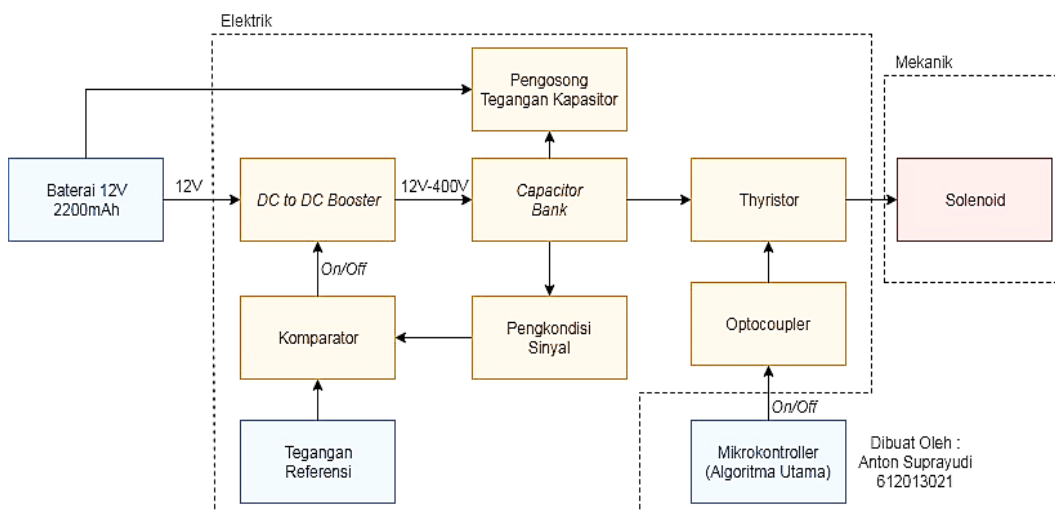 Elektrik
Mekanik
Pengosong
Tegangan Kapasitor
Baterai 12V
2200mAh
12V
DC to DC Booster
12V-400V
Capacitor
Bank
Thyristor
Solenoid
On/Off
Komparator
Pengkondisi
Sinyal
Optocoupler
On/Off
Tegangan
Referensi
Mikrokontroller
(Algoritma Utama)
Dibuat Oleh :
Anton Suprayudi
612013021